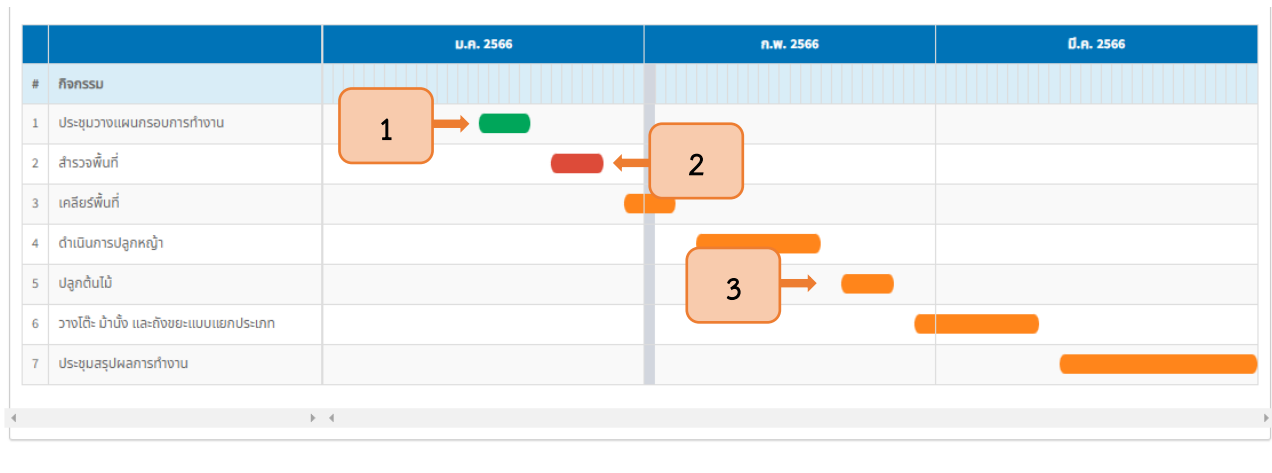 ม.ค. 2566 ก.พ. 2566 มี.ค. 2566
# กิจกรรม
1 ประชุมวางแผนกรอบการทำงาน
1
2 สำรวจพื้นที่
2
3 เคลียร์พื้นที่
4 ดำเนินการปลูกหญ้า
5 ปลูกต้นไม้
3
6 วางโต๊ะ ม้านั่ง และถังขยะแบบแยกประเภท
7 ประชุมสรุปผลการทำงาน